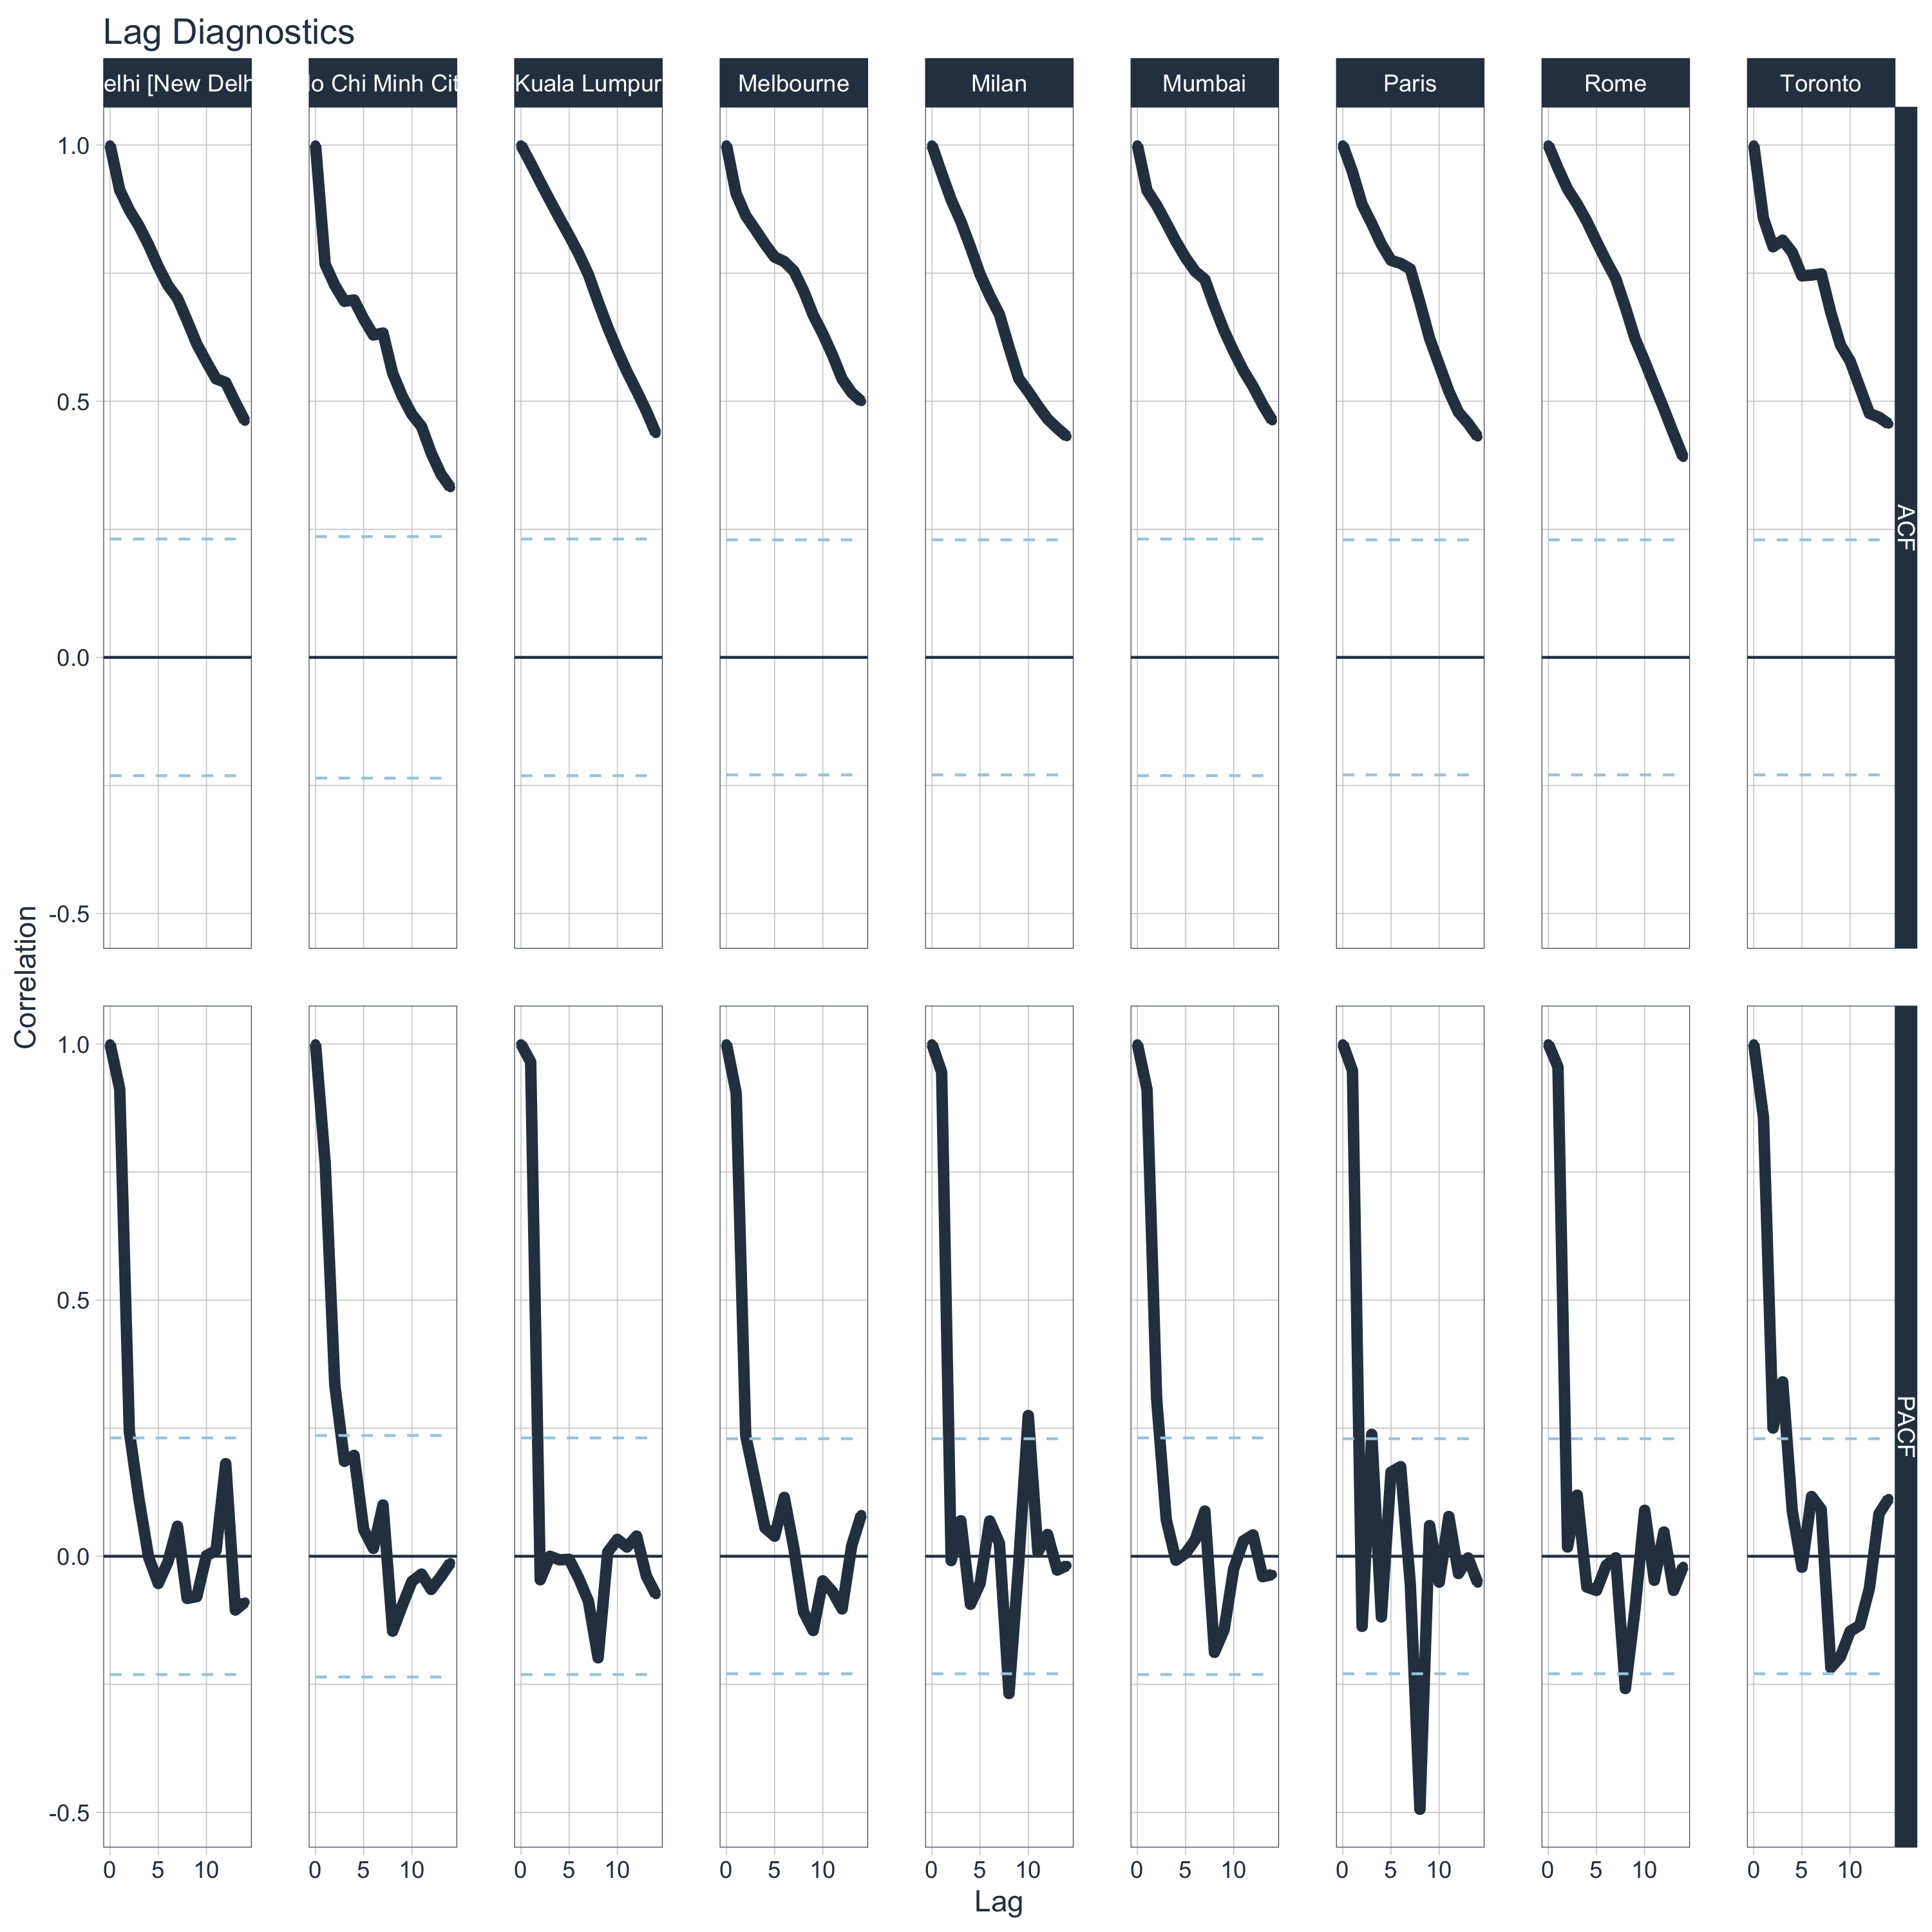 Lag Diagnostics
elhi [New Delh
o Chi Minh Cit
Kuala Lumpur
Melbourne
Milan
Mumbai
Paris
Rome
Toronto
1.0
0.5
0.0
-0.5
ACF
Correlation
1.0
0.5
0.0
-0.5
PACF
0 5 10
0 5 10
0 5 10
0 5 10
0 5 10
0 5 10
0 5 10
0 5 10
0 5 10
Lag